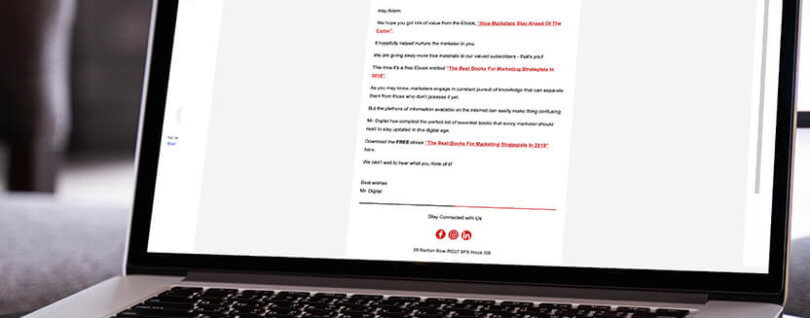 Hey Adam,
We hope you got lots of value from the Ebook, "How Marketers Stay Ahead Of The
Curve".
It hopefully helped nurture the marketer in you.
We are giving away more free materials to our valued subscribers - that's you!
This time it's a free Ebook entitled "The Best Books For Marketing Strategists In
2019".
As you may know, marketers engage in constant pursuit of knowledge that can separate
them from those who don't possess it yet.
But the plethora of information available on the internet can easily make thing confusing.
Mr. Digital has compiled the perfect list of essential books that every marketer should
read to stay updated in this digital age.
Download the FREE ebook "The Best Books For Marketing Strategists In 2019"
here.
We can't wait to hear what you think of it!
Best wishes
Mr. Digital
Stay Connected with Us
Row RG27 Hook GB